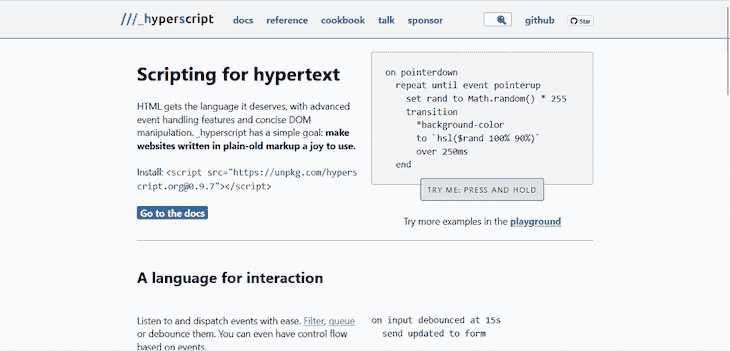 ///_hyperscript docs reference cookbook talk sponsor github Star
Scripting for hypertext
HTML gets the language it deserves, with advanced
event handling features and concise DOM
manipulation. _hyperscript has a simple goal: make
websites written in plain-old markup a joy to use.
Install: <script src="https://unpkg.com/hypers
cript.org@0.9.7"></script>
Go to the docs
on pointerdown
repeat until event pointerup
set rand to Math.random() * 255
transition
*background-color
to `hsl($rand 100% 90%)`
over 250ms
end
TRY ME: PRESS AND HOLD
Try more examples in the playground
A language for interaction
Listen to and dispatch events with ease. Filter, queue
or debounce them. You can even have control flow
based on events.
on input debounced at 15s
send updated to form